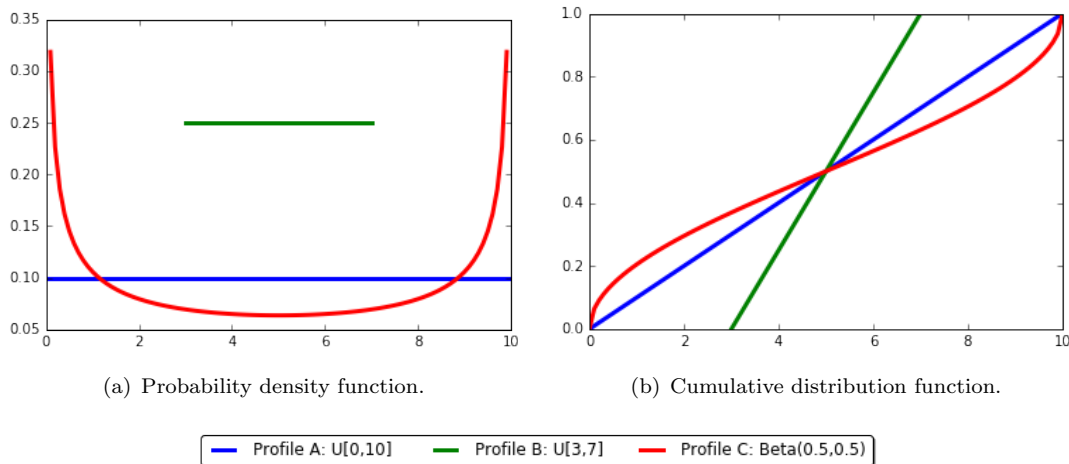 0.35
0.30
0.25
0.20
0.15
0.10
0.05
0 2 4 6 8 10
(a) Probability density function.
1.0
0.8
0.6
0.4
0.2
0.0
0 2 4 6 8 10
(b) Cumulative distribution function.
Profile A: U[0,10] Profile B: U[3,7] Profile C: Beta(0.5,0.5)